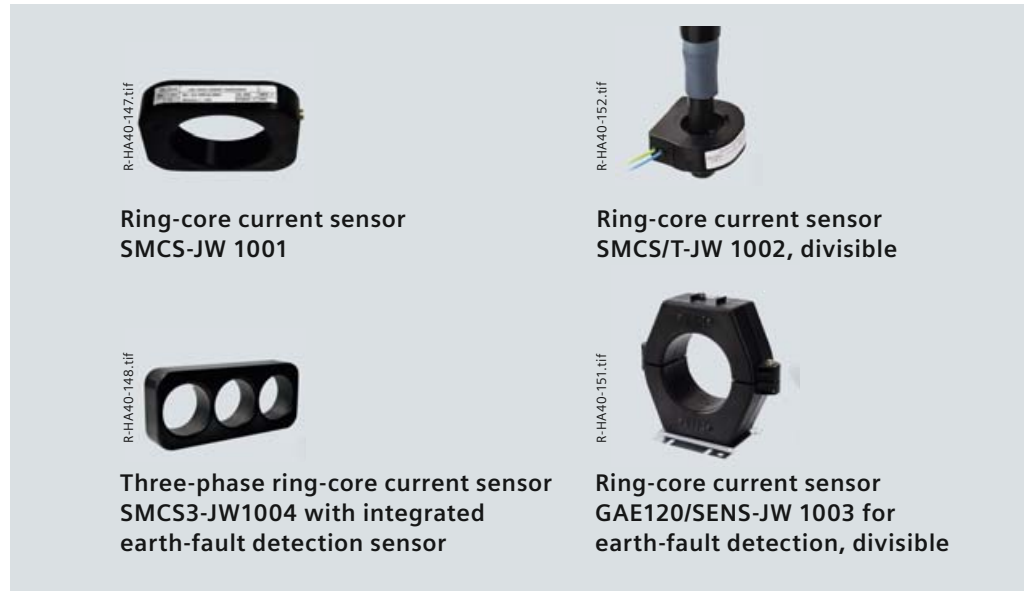 R-HA40-147.tif
Ring-core current sensor
SMCS-JW 1001
R-HA40-152.tif
Ring-core current sensor
SMCS/T-JW 1002, divisible
R-HA40-148.tif
Three-phase ring-core current sensor
SMCS3-JW1004 with integrated
earth-fault detection sensor
R-HA40-151.tif
Ring-core current sensor
GAE120/SENS-JW 1003 for
earth-fault detection, divisible